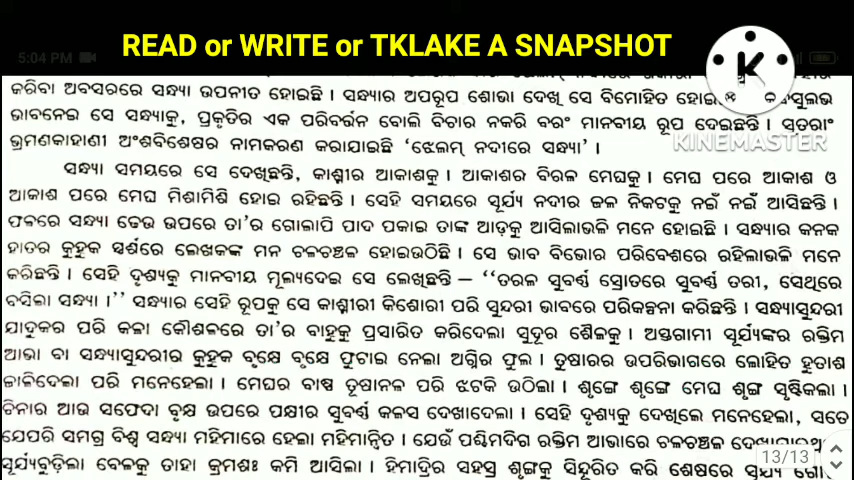 5:04 PM
READ or WRITE or TKLAKE A SNAPSHOT
K
KINEMASTER
କରିବା ଅବସରରେ ସନ୍ଧ୍ୟା ଉପନୀତ ହୋଇଛି । ସନ୍ଧ୍ୟାର ଅପରୂପ ଶୋଭା ଦେଖି ସେ ବିମୋହିତ
ଭାବନେଇ ସେ ସନ୍ଧ୍ୟାକୁ, ପ୍ରକୃତିର ଏକ ପରିବର୍ତ୍ତନ ବୋଲି ବିଚାର ନକରି ବରଂ ମାନବୀୟ ରୂପ ଦେଇଛନ୍ତି । ସୁତରାଂ
ଭ୍ରମଣକାହାଣୀ ଅଂଶବିଶେଷର ନାମକରଣ କରାଯାଇଛି ‘ଝେଲମ୍ ନଦୀରେ ସନ୍ଧ୍ୟା’ ।
ସନ୍ଧ୍ୟା ସମୟରେ ସେ ଦେଖିଛନ୍ତି, କାଶ୍ମୀର ଆକାଶକୁ । ଆକାଶର ବିରଳ ମେଘକୁ । ମେଘ ପରେ ଆକାଶ ଓ
ଆକାଶ ପରେ ମେଘ ମିଶାମିଶି ହୋଇ ରହିଛନ୍ତି । ସେହି ସମୟରେ ସୂର୍ଯ୍ୟ ନଦୀର ଜଳ ନିକଟକୁ ନଇଁ ନଇଁ ଆସିଛନ୍ତି ।
ଫଳରେ ସନ୍ଧ୍ୟା ଢେଉ ଉପରେ ତା’ର ଗୋଲାପି ପାଦ ପକାଇ ତାଙ୍କ ଆଡ଼କୁ ଆସିଲାଭଳି ମନେ ହୋଇଛି । ସନ୍ଧ୍ୟାର କନକ
ହାତର କୁହୁକ ସ୍ପର୍ଶରେ ଲେଖକଙ୍କ ମନ ଚଳଚଞ୍ଚଳ ହୋଇଉଠିଛି । ସେ ଭାବ ବିଭୋର ପରିବେଶରେ ରହିଲାଭଳି ମନେ
କରିଛନ୍ତି । ସେହି ଦୃଶ୍ୟକୁ ମାନବୀୟ ମୂଲ୍ୟଦେଇ ସେ ଲେଖିଛନ୍ତି – ‘‘ତରଳ ସୁବର୍ଣ୍ଣ ସ୍ରୋତରେ ସୁବର୍ଣ୍ଣ ତରୀ, ସେଥିରେ
ବସିଲା ସନ୍ଧ୍ୟା ।’’ ସନ୍ଧ୍ୟାର ସେହି ରୂପକୁ ସେ କାଶ୍ମୀରୀ କିଶୋରୀ ପରି ସୁନ୍ଦରୀ ଭାବରେ ପରିକଳ୍ପନା କରିଛନ୍ତି । ସନ୍ଧ୍ୟାସୁନ୍ଦରୀ
ଯାଦୁକର ପରି କଳା କୌଶଳରେ ତା’ର ବାହୁକୁ ପ୍ରସାରିତ କରିଦେଲା ସୁଦୂର ଶୈଳକୁ । ଅସ୍ତଗାମୀ ସୂର୍ଯ୍ୟଙ୍କର ରକ୍ତିମ
ଆଭା ବା ସନ୍ଧ୍ୟାସୁନ୍ଦରୀର କୁହୁକ ବୃକ୍ଷେ ବୃକ୍ଷେ ଫୁଟାଇ ନେଲା ଅଗ୍ନିର ଫୁଲ । ତୁଷାରର ଉପରିଭାଗରେ ଲୋହିତ ହୁତାଶ
ଜାଳିଦେଲା ପରି ମନେହେଲା । ମେଘର ବାଷ୍ପ ତୂଷାନଳ ପରି ଝଟକି ଉଠିଲା । ଶୃଙ୍ଗେ ଶୃଙ୍ଗେ ମେଘ ଶୃଙ୍ଗ ସୃଷ୍ଟିକଲା ।
ଚିନାର ଆଉ ସଫେଦା ବୃକ୍ଷ ଉପରେ ପକ୍ଷୀର ସୁବର୍ଣ୍ଣ କଳସ ଦେଖାଦେଲା । ସେହି ଦୃଶ୍ୟକୁ ଦେଖିଲେ ମନେହେଲା, ସତେ
ଯେପରି ସମଗ୍ର ବିଶ୍ୱ ସନ୍ଧ୍ୟା ମହିମାରେ ହେଲା ମହିମାନ୍ୱିତ । ଯେଉଁ ପଶ୍ଚିମଦିଗ ରକ୍ତିମ ଆଭାରେ ଚଳଚଞ୍ଚଳ
13/13
ସୂର୍ଯ୍ୟବୁଡ଼ିଲା ବେଳକୁ ତାହା କ୍ରମଶଃ କମି ଆସିଲା । ହିମାଦ୍ରିର ସହସ୍ର ଶୃଙ୍ଗକୁ ସିନ୍ଦୂରିତ କରି ଶେଷରେ ସୂର୍ଯ୍ୟ